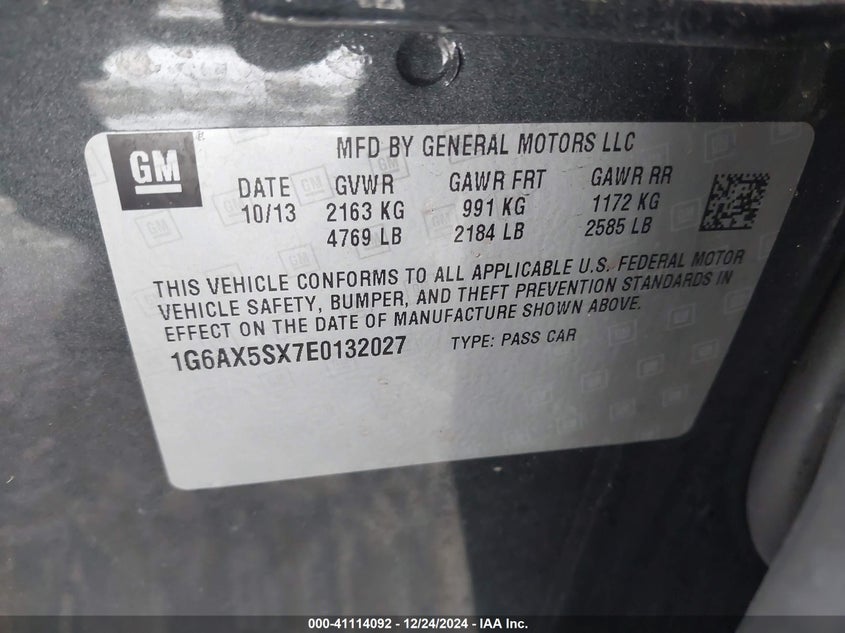 GM
MFD BY GENERAL MOTORS LLC
DATE GVWR GAWR FRT GAWR RR
10/13 2163 KG 991 KG 1172 KG
4769 LB 2184 LB 2585 LB
THIS VEHICLE CONFORMS TO ALL APPLICABLE U.S. FEDERAL MOTOR
VEHICLE SAFETY, BUMPER, AND THEFT PREVENTION STANDARDS IN
EFFECT ON THE DATE OF MANUFACTURE SHOWN ABOVE.
1G6AX5SX7E0132027 TYPE: PASS CAR
000-41114092 - 12/24/2024 - IAA Inc.